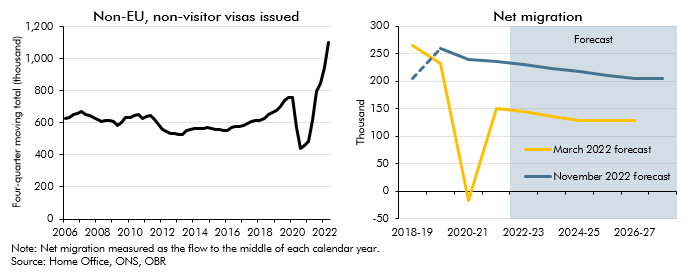 Non-EU, non-visitor visas issued
Four-quarter moving total (thousand)
1,200
1,000
800
600
400
200
0
2006 2008 2010 2012 2014 2016 2018 2020 2022
Net migration
Thousand
300
250
200
150
100
50
0
-50
Forecast
March 2022 forecast
November 2022 forecast
2018-19 2020-21 2022-23 2024-25 2026-27
Note: Net migration measured as the flow to the middle of each calendar year.
Source: Home Office, ONS, OBR